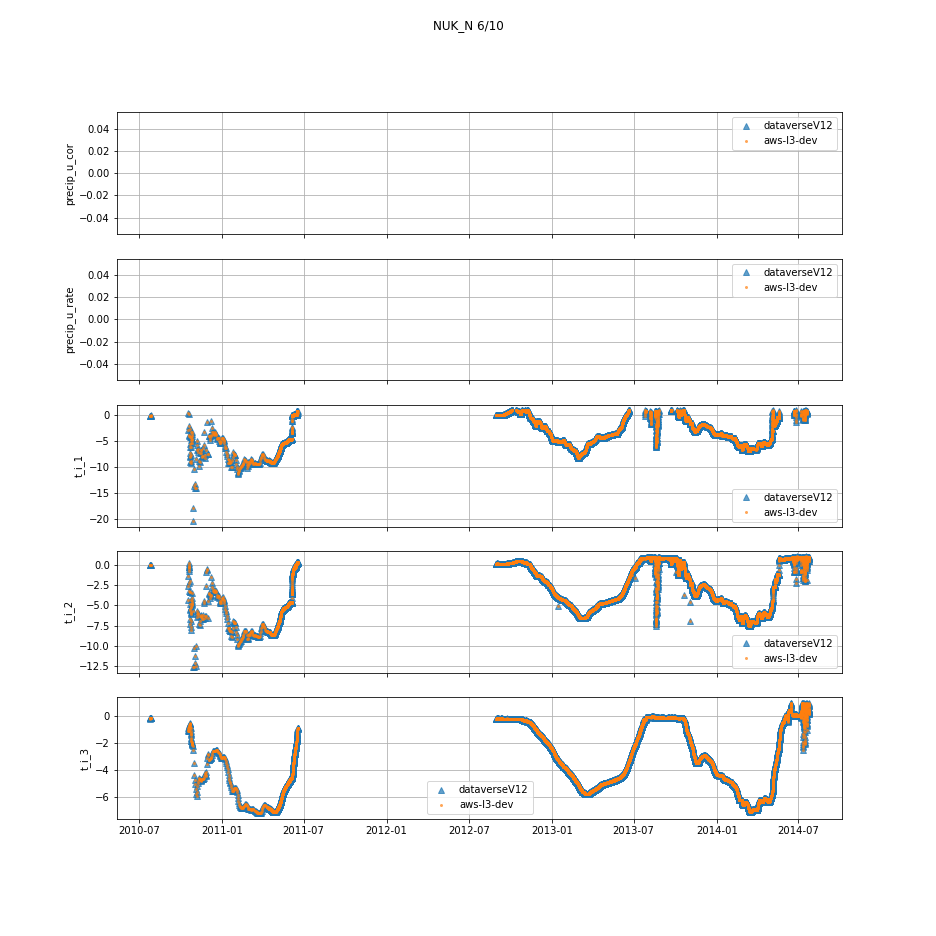 NUK_N 6/10
precip_u_cor
0.04
0.02
0.00
−0.02
−0.04
dataverseV12
aws-l3-dev
precip_u_rate
0.04
0.02
0.00
−0.02
−0.04
dataverseV12
aws-l3-dev
t_i_1
0
−5
−10
−15
−20
dataverseV12
aws-l3-dev
t_i_2
0.0
−2.5
−5.0
−7.5
−10.0
−12.5
dataverseV12
aws-l3-dev
t_i_3
0
−2
−4
−6
dataverseV12
aws-l3-dev
2010-07 2011-01 2011-07 2012-01 2012-07 2013-01 2013-07 2014-01 2014-07